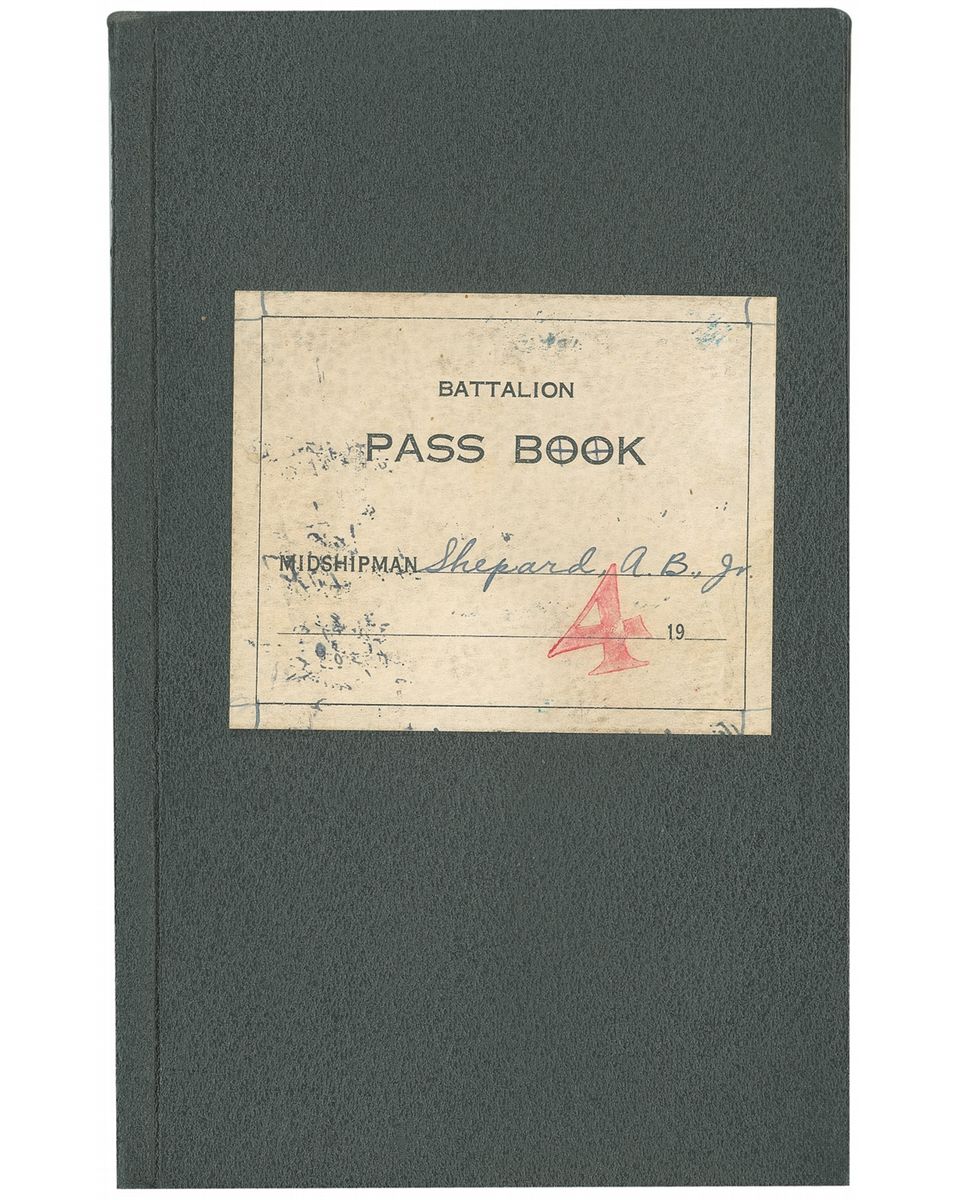 BATTALION
PASS BOOK
MIDSHIPMAN Shepard, A. B., Jr.
4
19